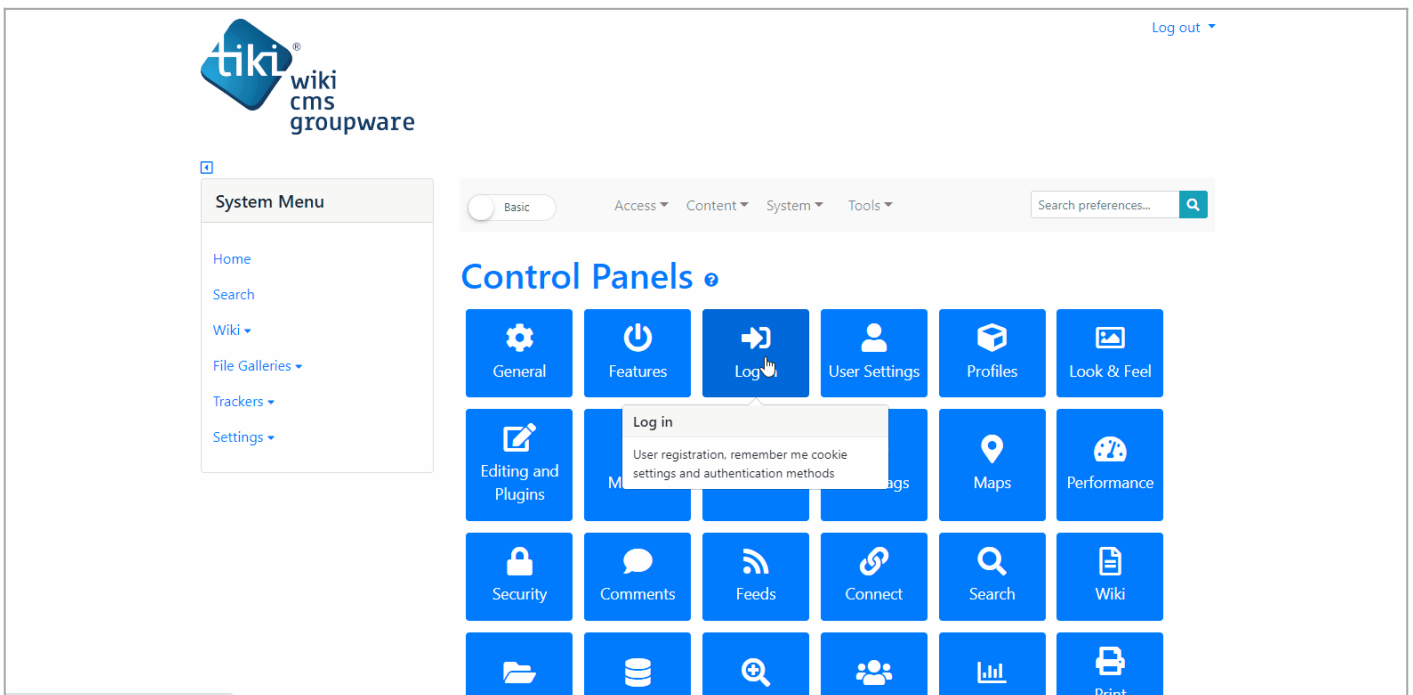 Log out
tiki®
wiki
cms
groupware
System Menu
Home
Search
Wiki
File Galleries
Trackers
Settings
Basic
Access
Content
System
Tools
Search preferences...
Control Panels
General
Features
Log
User Settings
Profiles
Look & Feel
Log in
User registration, remember me cookie
settings and authentication methods
Editing and
Plugins
Maps
Performance
Security
Comments
Feeds
Connect
Search
Wiki
Print